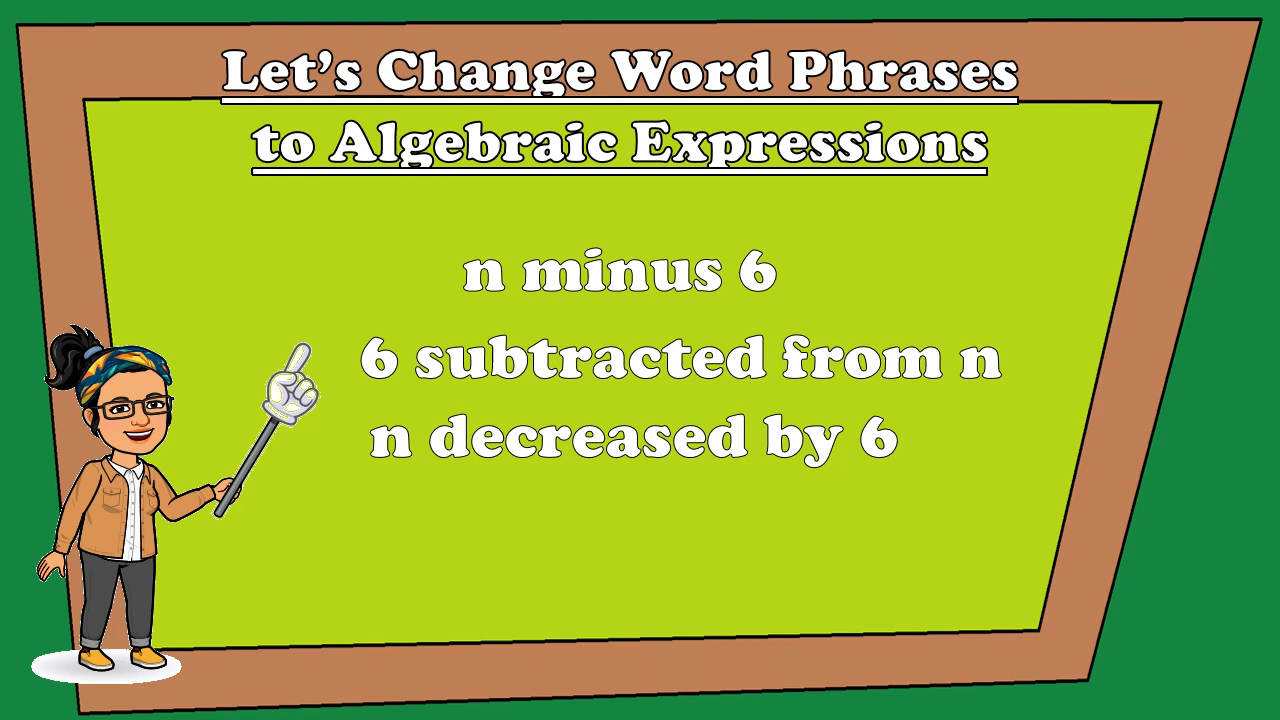 Let’s Change Word Phrases
to Algebraic Expressions
n minus 6
6 subtracted from n
n decreased by 6